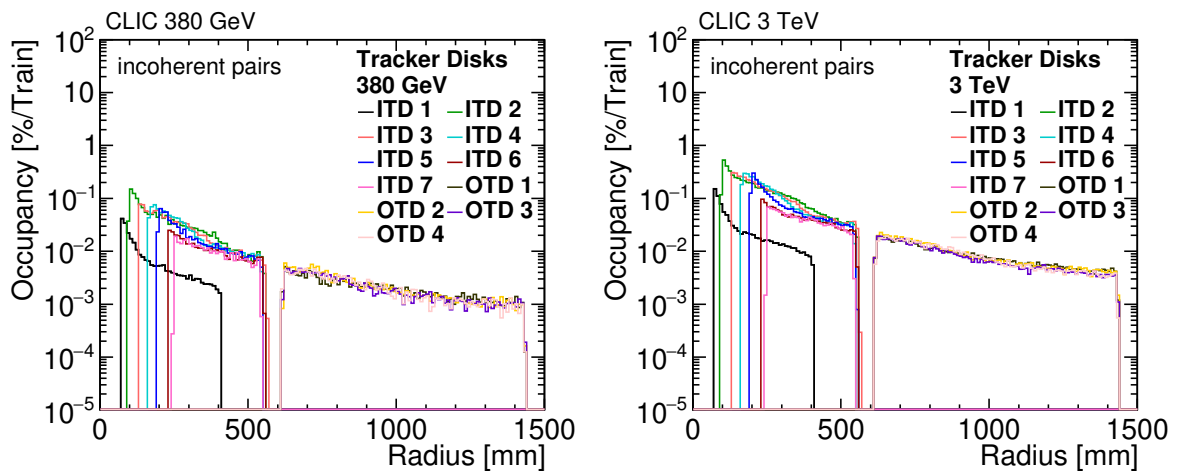 CLIC 380 GeV
Occupancy [%/Train]
10²
10
1
10⁻¹
10⁻²
10⁻³
10⁻⁴
10⁻⁵
incoherent pairs
Tracker Disks
380 GeV
ITD 1 ITD 2
ITD 3 ITD 4
ITD 5 ITD 6
ITD 7 OTD 1
OTD 2 OTD 3
OTD 4
0 500 1000 1500
Radius [mm]
CLIC 3 TeV
Occupancy [%/Train]
10²
10
1
10⁻¹
10⁻²
10⁻³
10⁻⁴
10⁻⁵
incoherent pairs
Tracker Disks
3 TeV
ITD 1 ITD 2
ITD 3 ITD 4
ITD 5 ITD 6
ITD 7 OTD 1
OTD 2 OTD 3
OTD 4
0 500 1000 1500
Radius [mm]